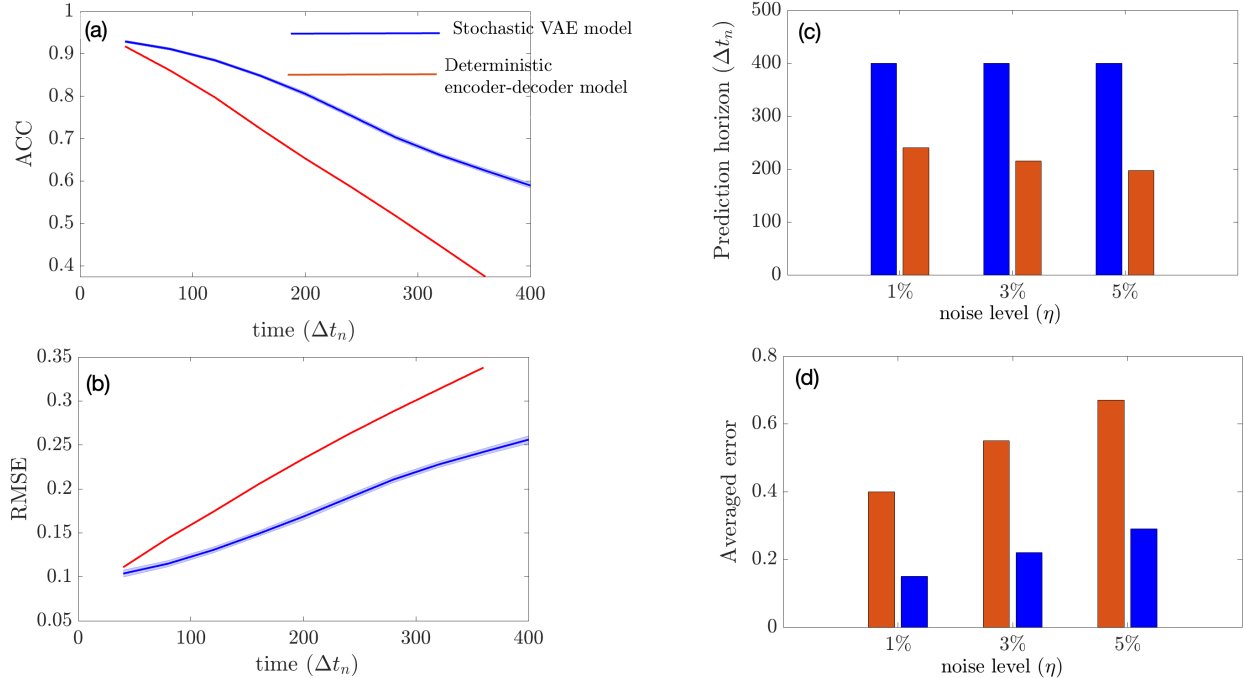 (a)
Stochastic VAE model
Deterministic
encoder-decoder model
1
0.9
0.8
0.7
0.6
0.5
0.4
ACC
0 100 200 300 400
time (Δtₙ)
(b)
0.35
0.3
0.25
0.2
0.15
0.1
0.05
RMSE
0 100 200 300 400
time (Δtₙ)
(c)
500
400
300
200
100
0
Prediction horizon (Δtₙ)
1% 3% 5%
noise level (η)
(d)
0.8
0.6
0.4
0.2
0
Averaged error
1% 3% 5%
noise level (η)